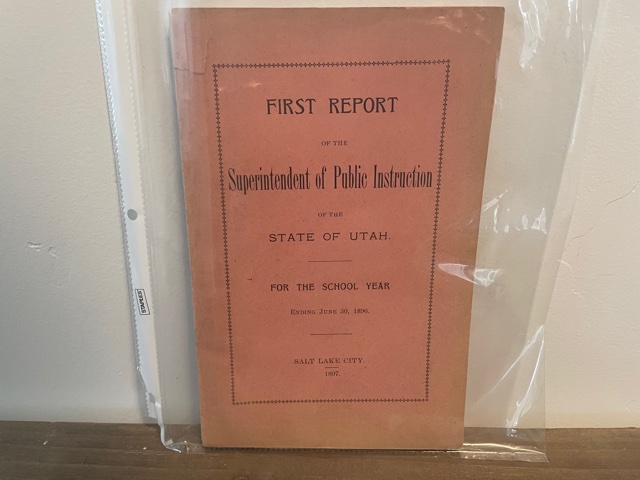 FIRST REPORT
OF THE
Superintendent of Public Instruction
OF THE
STATE OF UTAH.
FOR THE SCHOOL YEAR
ENDING JUNE 30, 1896.
SALT LAKE CITY.
1897.
STAPLES